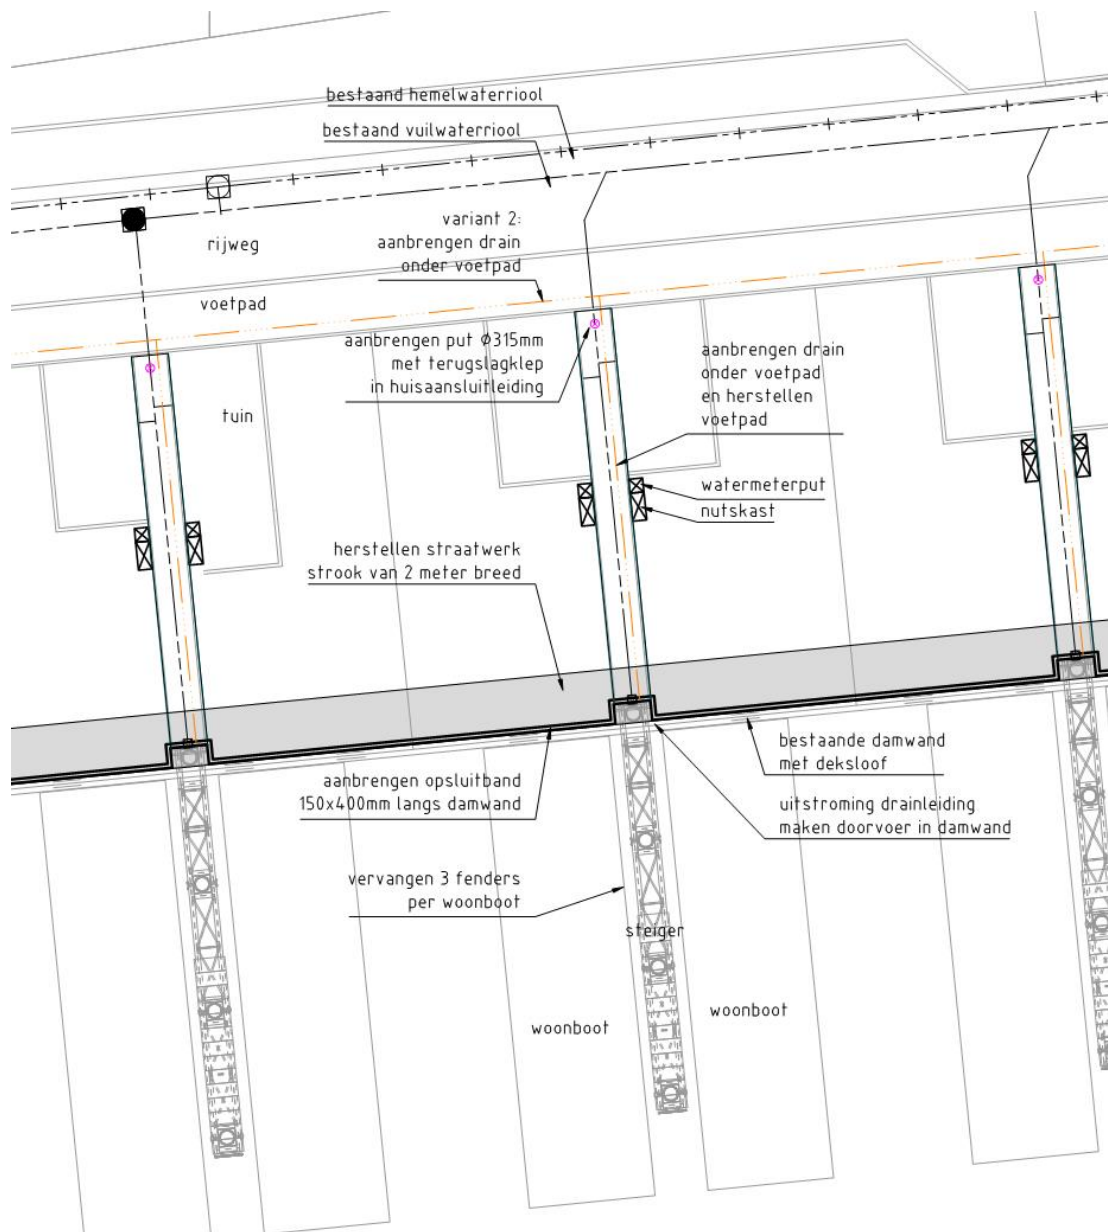 bestaand hemelwaterriool
bestaand vuilwaterriool
variant 2:
aanbrengen drain
onder voetpad
rijweg
voetpad
aanbrengen put Ø315mm
met terugslagklep
in huisaansluitleiding
aanbrengen drain
onder voetpad
en herstellen
voetpad
tuin
watermeterput
nutskast
herstellen straatwerk
strook van 2 meter breed
bestaande damwand
met deksloof
aanbrengen opsluitband
150x400mm langs damwand
uitstroming drainleiding
maken doorvoer in damwand
vervangen 3 fenders
per woonboot
steiger
woonboot
woonboot